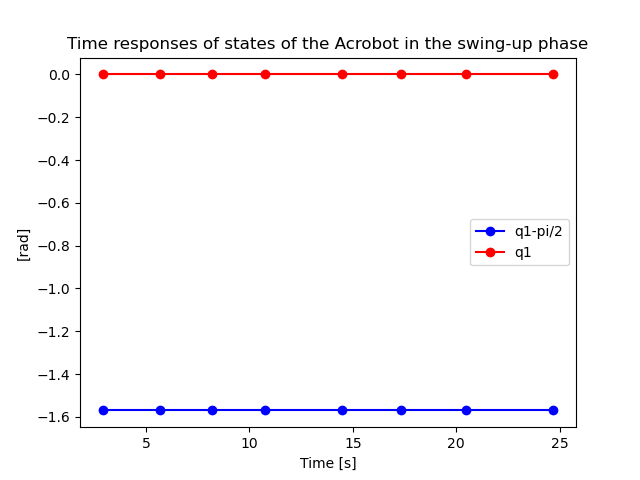 Time responses of states of the Acrobot in the swing-up phase
0.0
−0.2
−0.4
−0.6
−0.8
−1.0
−1.2
−1.4
−1.6
[rad]
q1-pi/2
q1
5
10
15
20
25
Time [s]